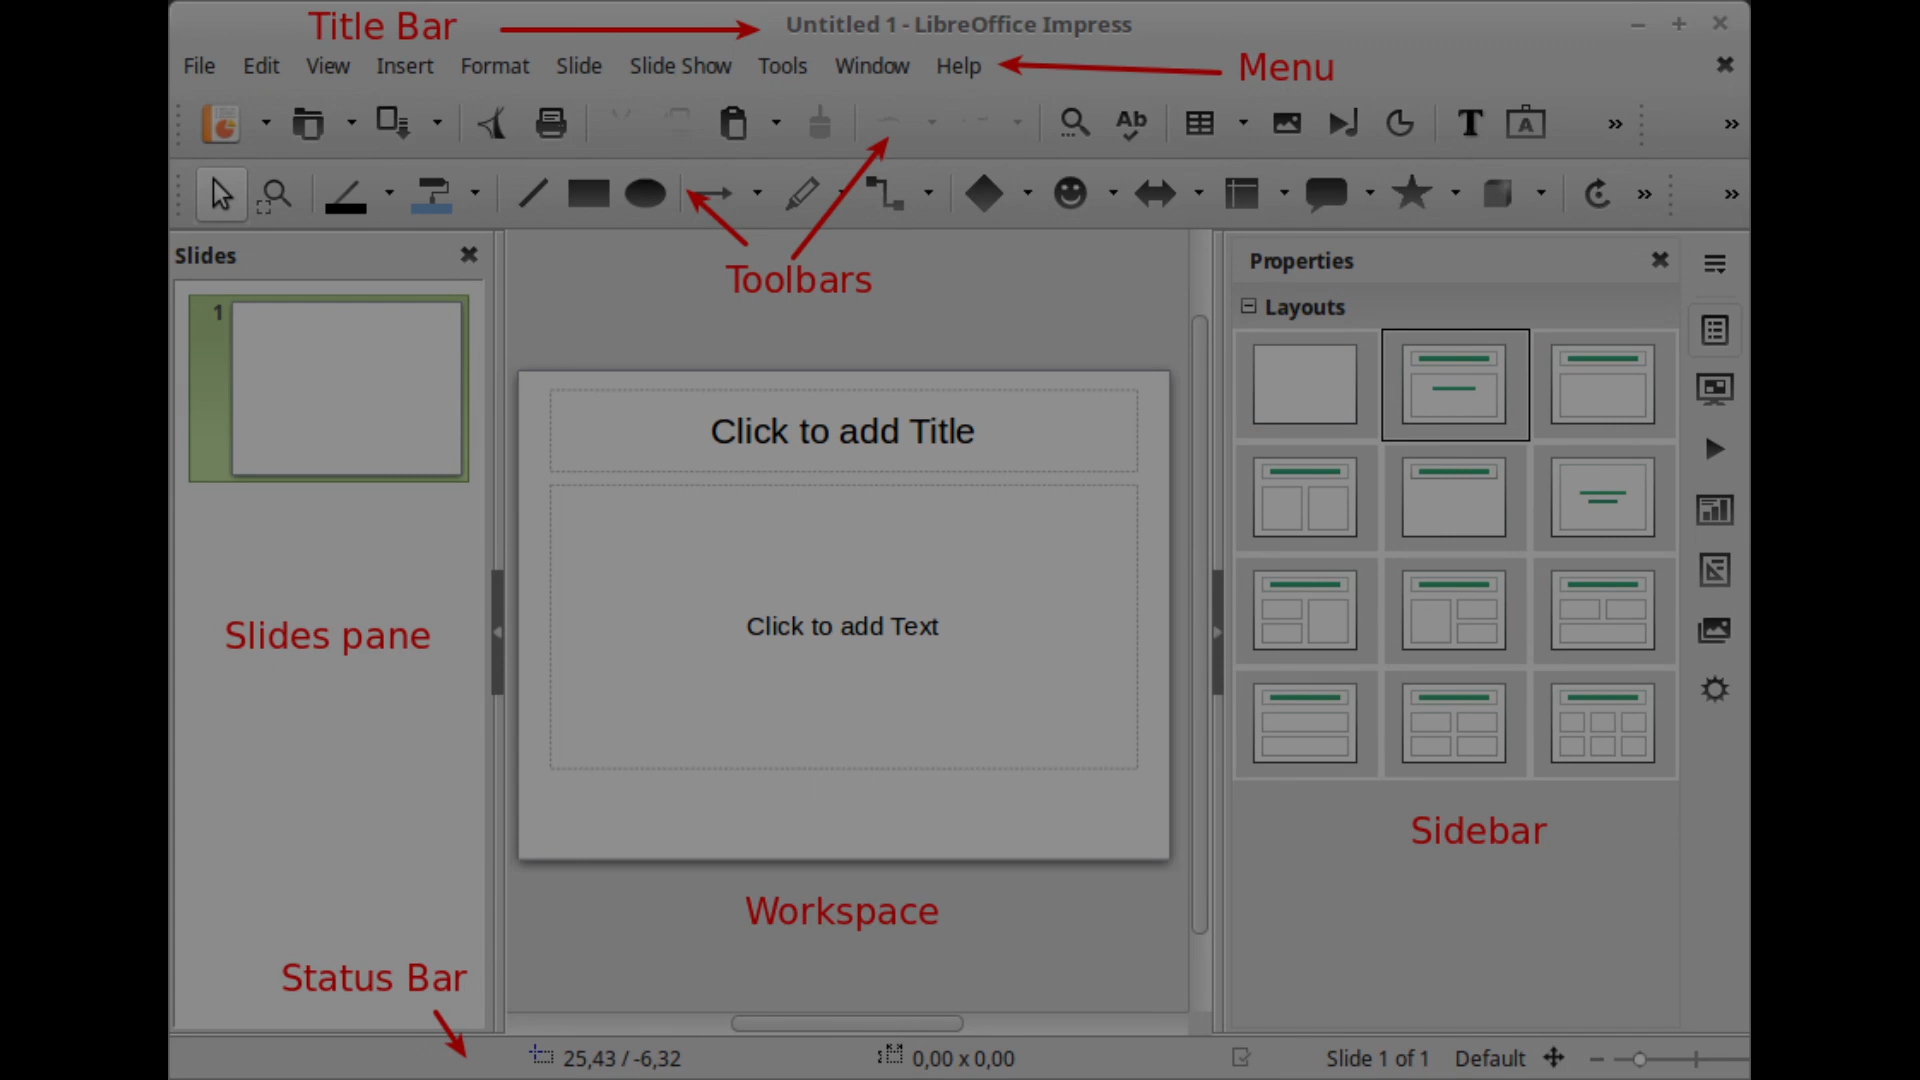 Title Bar
Untitled 1 - LibreOffice Impress
File Edit View Insert Format Slide Slide Show Tools Window Help
Menu
Ab
T
A
Toolbars
Slides
1
Properties
Layouts
Click to add Title
Click to add Text
Slides pane
Sidebar
Workspace
Status Bar
25,43 / -6,32
0,00 x 0,00
Slide 1 of 1
Default